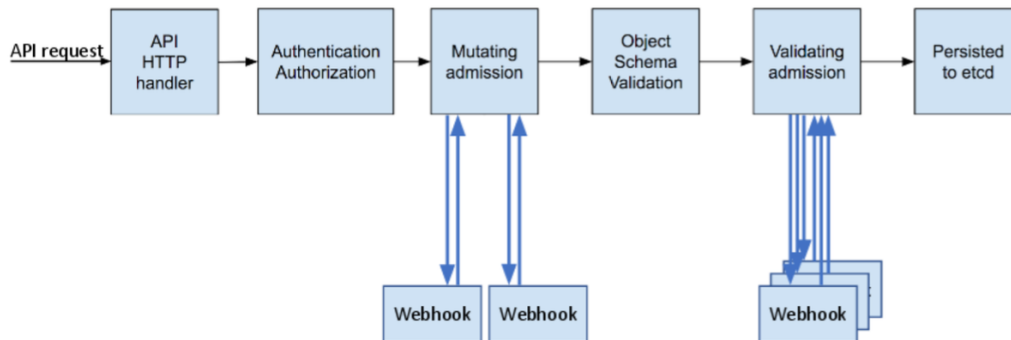 API request
API
HTTP
handler
Authentication
Authorization
Mutating
admission
Object
Schema
Validation
Validating
admission
Persisted
to etcd
Webhook
Webhook
Webhook